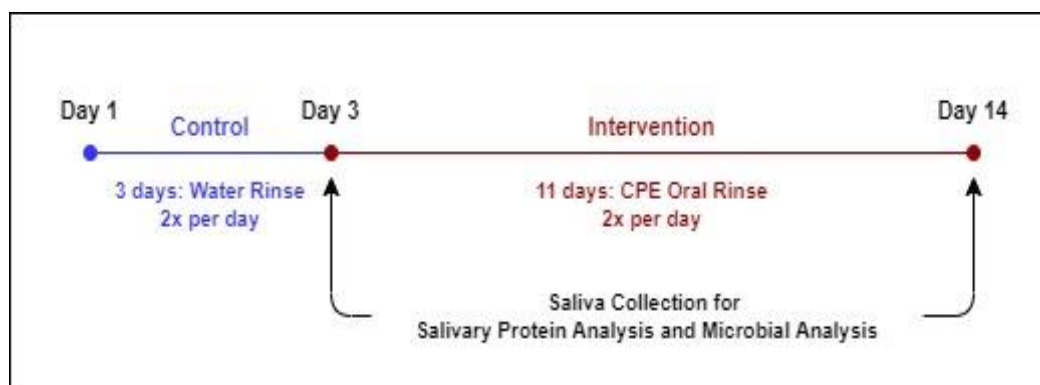 Day 1
Control
Day 3
Intervention
Day 14
3 days: Water Rinse
2x per day
11 days: CPE Oral Rinse
2x per day
Saliva Collection for
Salivary Protein Analysis and Microbial Analysis